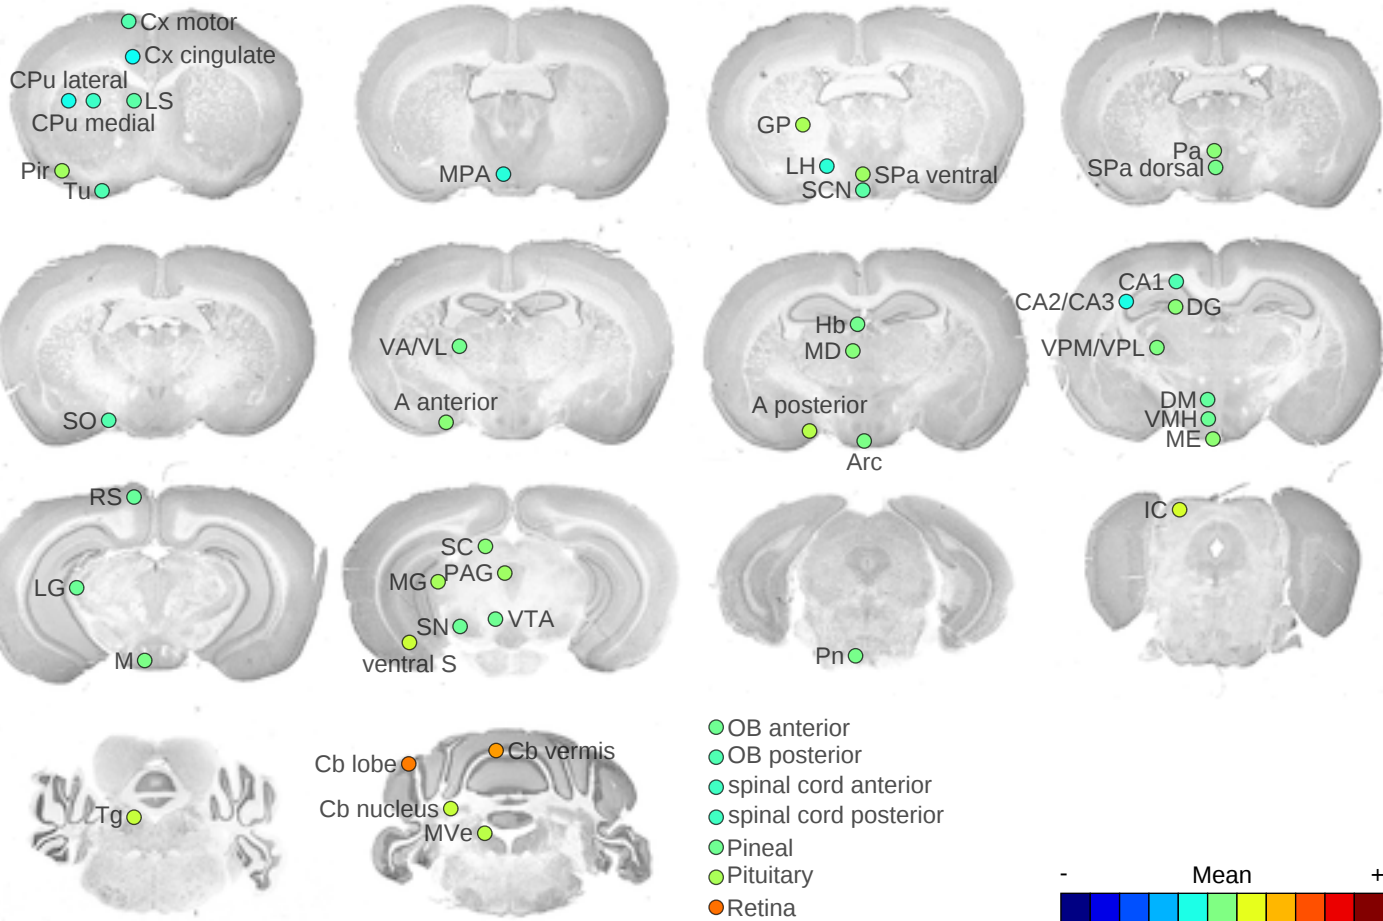 Cx motor
Cx cingulate
CPu lateral
LS
CPu medial
Pir
Tu
MPA
GP
LH
SPa ventral
SCN
Pa
SPa dorsal
SO
VA/VL
A anterior
Hb
MD
A posterior
Arc
CA1
CA2/CA3
DG
VPM/VPL
DM
VMH
ME
RS
LG
M
SC
MG
PAG
SN
VTA
ventral S
Pn
IC
Tg
Cb lobe
Cb vermis
Cb nucleus
MVe
OB anterior
OB posterior
spinal cord anterior
spinal cord posterior
Pineal
Pituitary
Retina
- Mean +